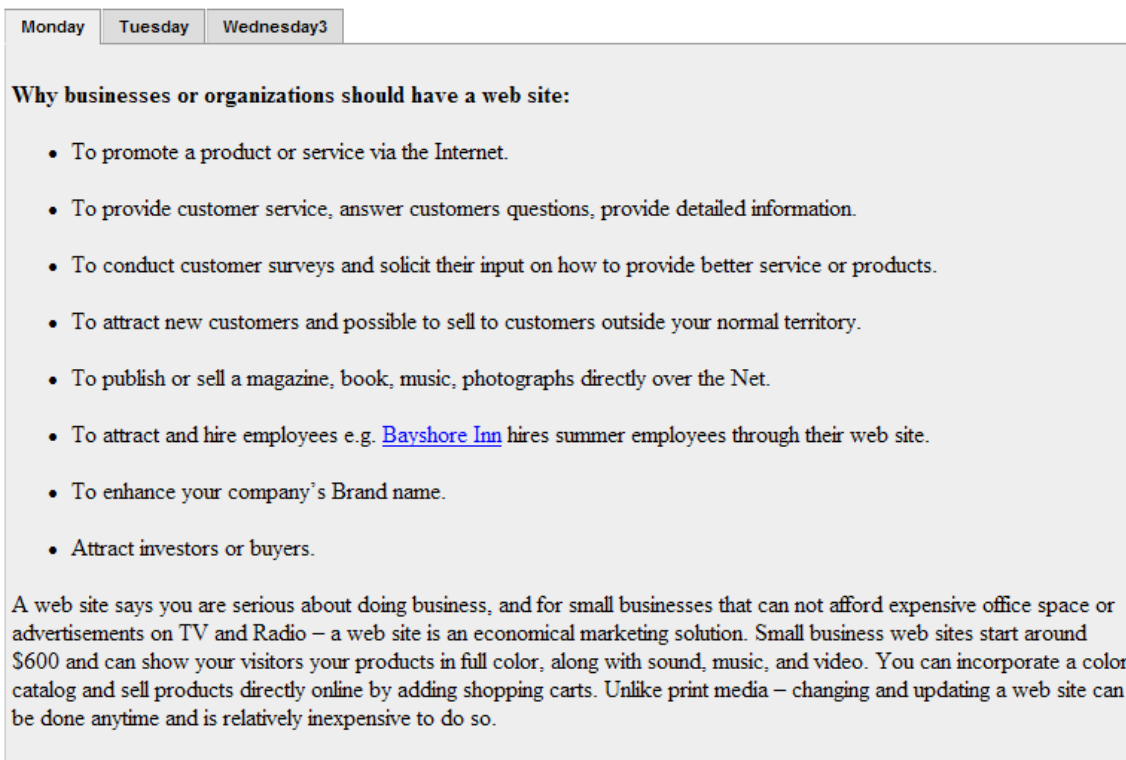 Monday Tuesday Wednesday3
Why businesses or organizations should have a web site:
• To promote a product or service via the Internet.
• To provide customer service, answer customers questions, provide detailed information.
• To conduct customer surveys and solicit their input on how to provide better service or products.
• To attract new customers and possible to sell to customers outside your normal territory.
• To publish or sell a magazine, book, music, photographs directly over the Net.
• To attract and hire employees e.g. Bayshore Inn hires summer employees through their web site.
• To enhance your company’s Brand name.
• Attract investors or buyers.
A web site says you are serious about doing business, and for small businesses that can not afford expensive office space or
advertisements on TV and Radio – a web site is an economical marketing solution. Small business web sites start around
$600 and can show your visitors your products in full color, along with sound, music, and video. You can incorporate a color
catalog and sell products directly online by adding shopping carts. Unlike print media – changing and updating a web site can
be done anytime and is relatively inexpensive to do so.